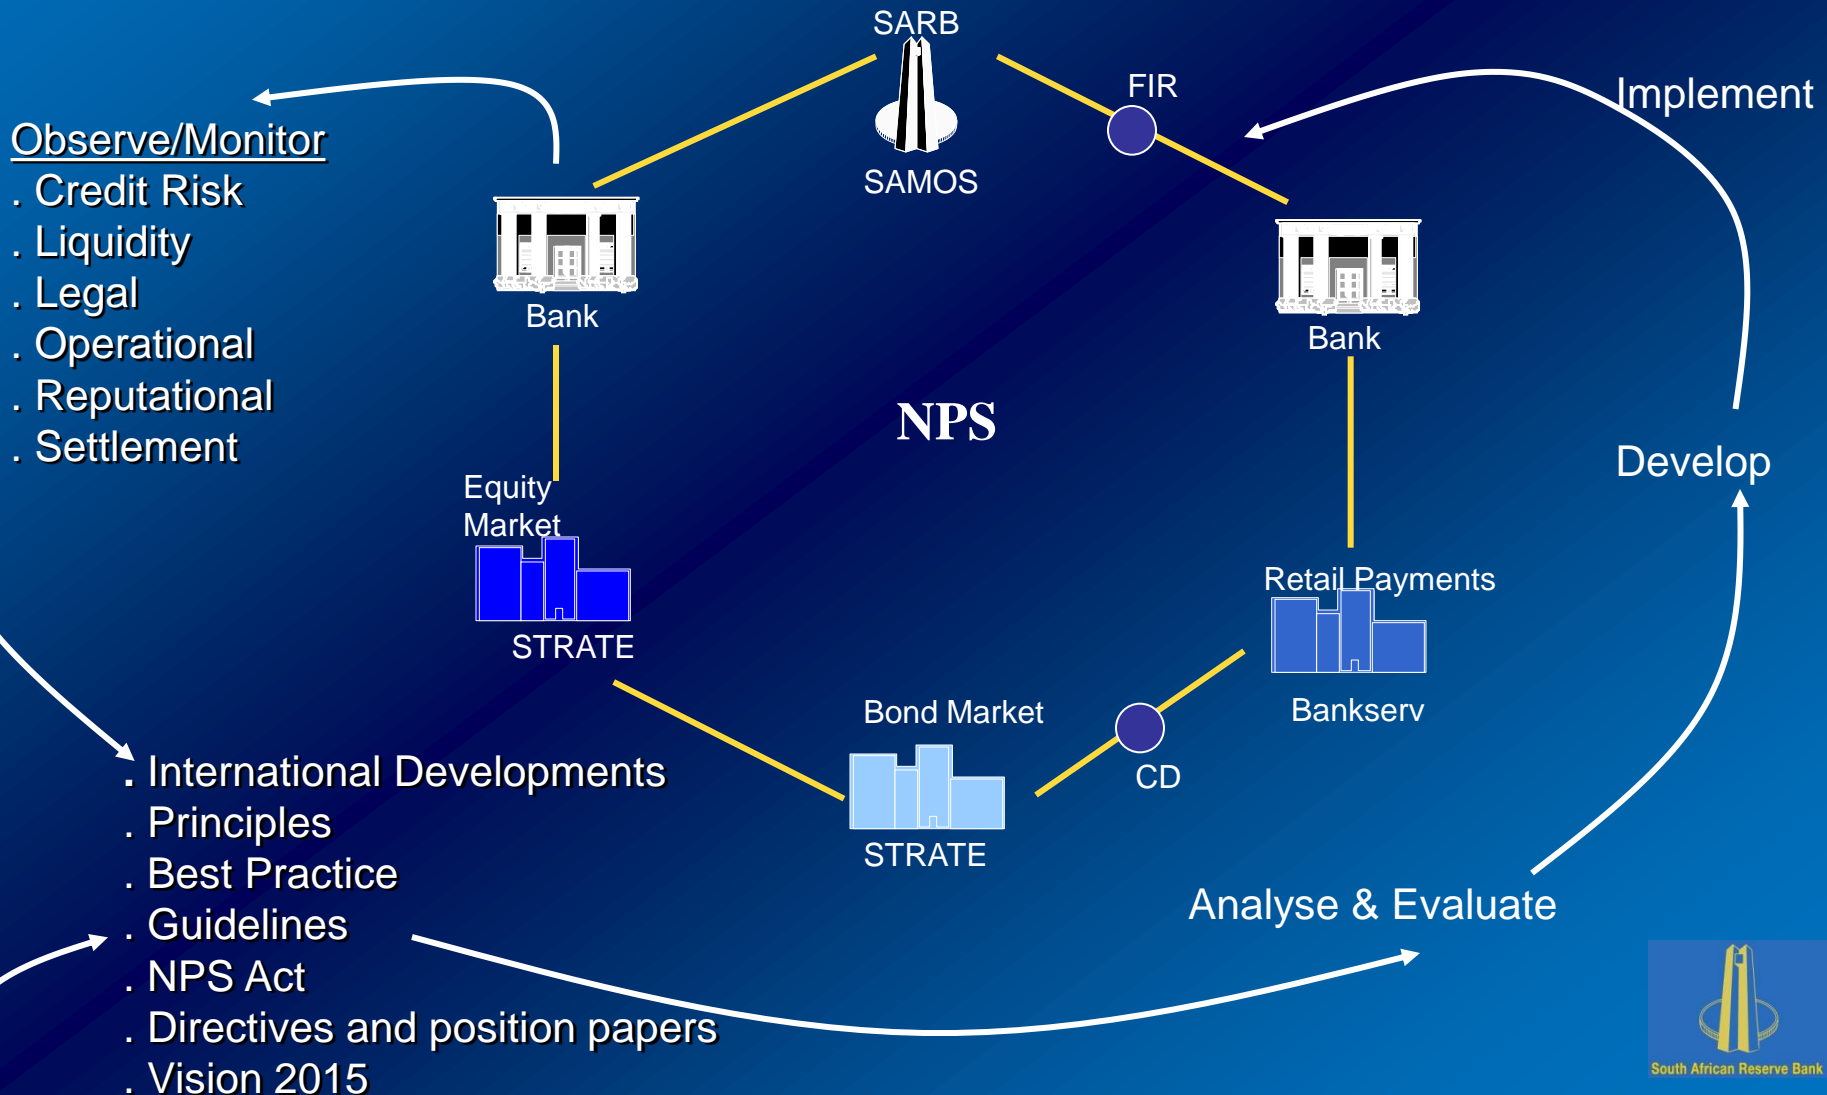 SARB
SAMOS
FIR
Implement
Observe/Monitor
. Credit Risk
. Liquidity
. Legal
. Operational
. Reputational
. Settlement
Bank
Bank
NPS
Develop
Equity
Market
STRATE
Retail Payments
Bankserv
Bond Market
STRATE
CD
. International Developments
. Principles
. Best Practice
. Guidelines
. NPS Act
. Directives and position papers
. Vision 2015
Analyse & Evaluate
South African Reserve Bank